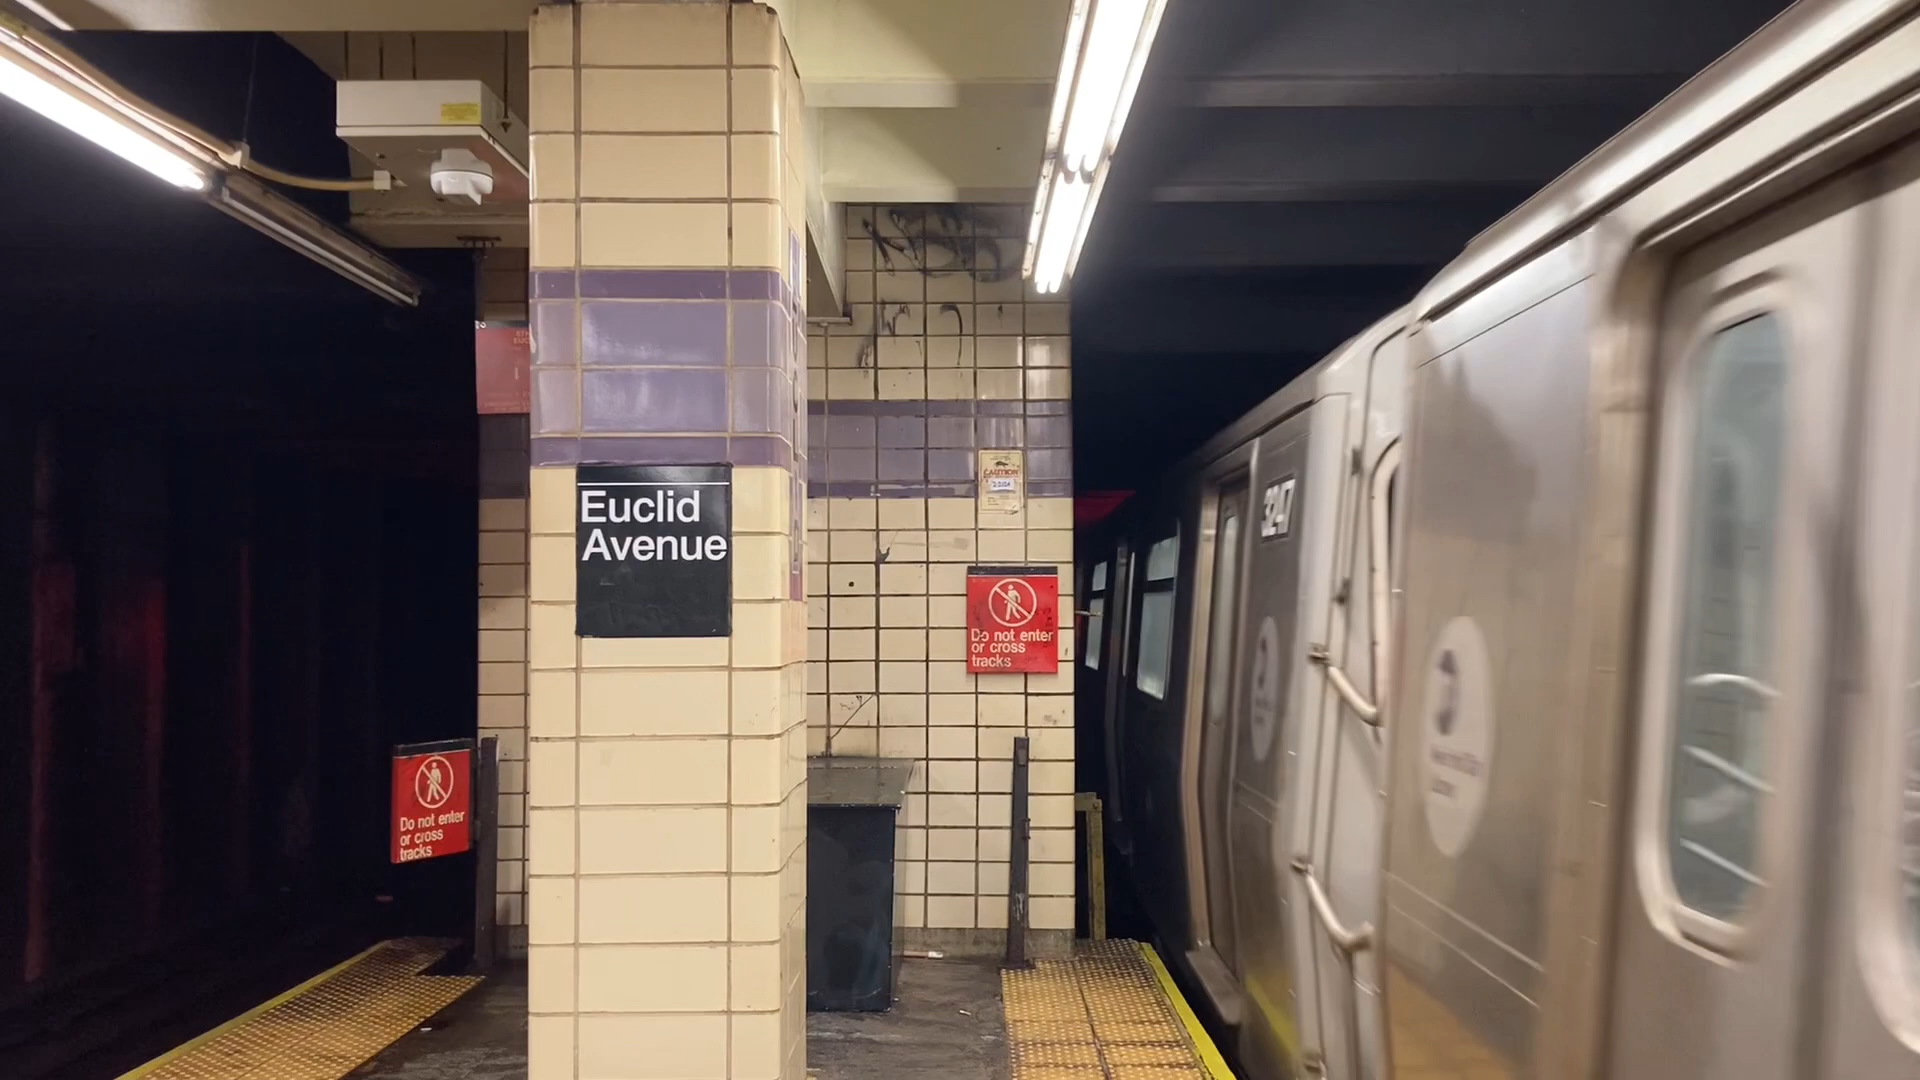 Euclid
Avenue
CAUTION
3247
Do not enter
or cross
tracks
Do not enter
or cross
tracks